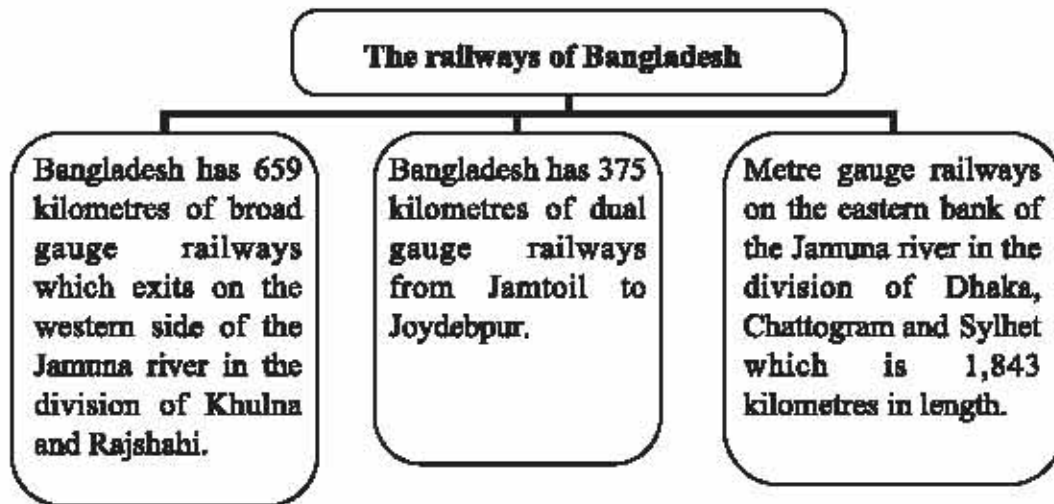 The railways of Bangladesh
Bangladesh has 659
kilometres of broad
gauge railways
which exits on the
western side of the
Jamuna river in the
division of Khulna
and Rajshahi.
Bangladesh has 375
kilometres of dual
gauge railways
from Jamtoil to
Joydebpur.
Metre gauge railways
on the eastern bank of
the Jamuna river in the
division of Dhaka,
Chattogram and Sylhet
which is 1,843
kilometres in length.